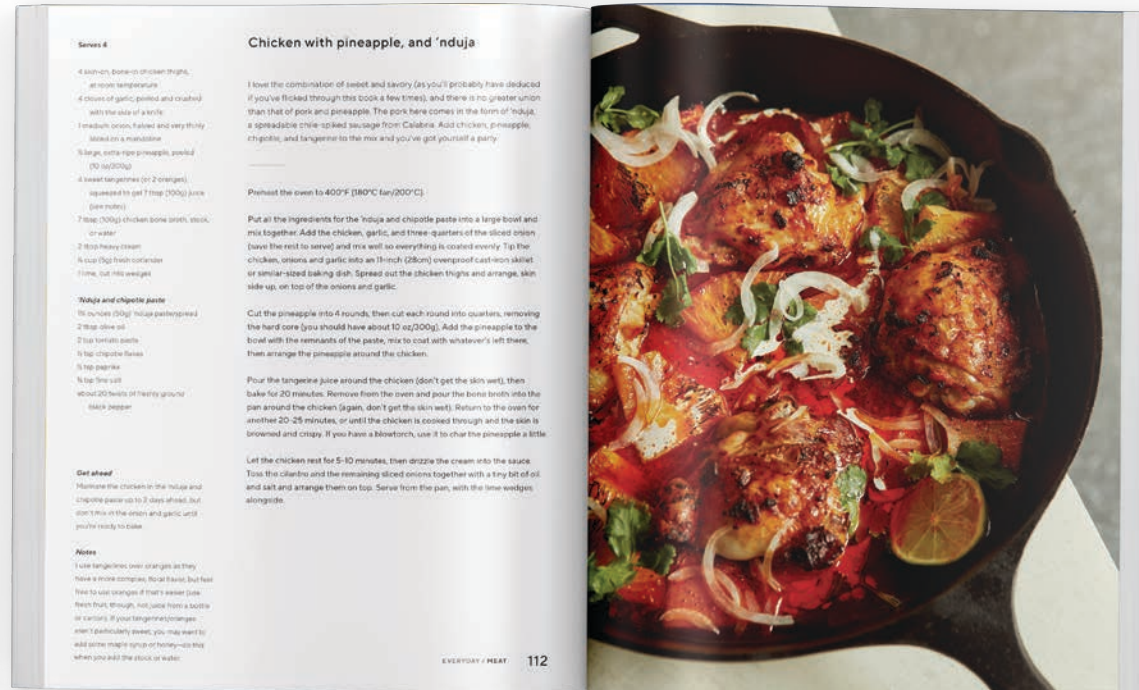 Serves 4
4 skin-on, bone-in chicken thighs,
at room temperature
4 cloves of garlic, peeled and crushed
with the side of a knife
1 medium onion, halved and very thinly
sliced on a mandoline
½ large, extra-ripe pineapple, peeled
(10 oz/300g)
4 sweet tangerines (or 2 oranges),
squeezed to get 7 tbsp (100g) juice
(see notes)
7 tbsp (100g) chicken bone broth, stock,
or water
2 tbsp heavy cream
¼ cup (5g) fresh coriander
1 lime, cut into wedges
'Nduja and chipotle paste
1¾ ounces (50g) 'nduja paste/spread
2 tbsp olive oil
2 tsp tomato paste
tsp chipotle flakes
tsp paprika
tsp fine salt
about 20 twists of freshly ground
black pepper
Get ahead
Marinate the chicken in the 'nduja and
chipotle paste up to 2 days ahead, but
don't mix in the onion and garlic until
you're ready to bake.
Notes
I use tangerines over oranges as they
have a more complex, floral flavor, but feel
free to use oranges if that's easier (use
fresh fruit, though, not juice from a bottle
or carton). If your tangerines/oranges
aren't particularly sweet, you may want to
add some maple syrup or honey—do this
when you add the stock or water.
Chicken with pineapple, and 'nduja
I love the combination of sweet and savory (as you'll probably have deduced
if you've flicked through this book a few times), and there is no greater union
than that of pork and pineapple. The pork here comes in the form of 'nduja,
a spreadable chile-spiked sausage from Calabria. Add chicken, pineapple,
chipotle, and tangerine to the mix and you've got yourself a party.
Preheat the oven to 400°F (180°C fan/200°C).
Put all the ingredients for the 'nduja and chipotle paste into a large bowl and
mix together. Add the chicken, garlic, and three-quarters of the sliced onion
(save the rest to serve) and mix well so everything is coated evenly. Tip the
chicken, onions and garlic into an 11-inch (28cm) ovenproof cast-iron skillet
or similar-sized baking dish. Spread out the chicken thighs and arrange, skin
side up, on top of the onions and garlic.
Cut the pineapple into 4 rounds, then cut each round into quarters, removing
the hard core (you should have about 10 oz/300g). Add the pineapple to the
bowl with the remnants of the paste, mix to coat with whatever's left there,
then arrange the pineapple around the chicken.
Pour the tangerine juice around the chicken (don't get the skin wet), then
bake for 20 minutes. Remove from the oven and pour the bone broth into the
pan around the chicken (again, don't get the skin wet). Return to the oven for
another 20–25 minutes, or until the chicken is cooked through and the skin is
browned and crispy. If you have a blowtorch, use it to char the pineapple a little.
Let the chicken rest for 5–10 minutes, then drizzle the cream into the sauce.
Toss the cilantro and the remaining sliced onions together with a tiny bit of oil
and salt and arrange them on top. Serve from the pan, with the lime wedges
alongside.
EVERYDAY / MEAT 112